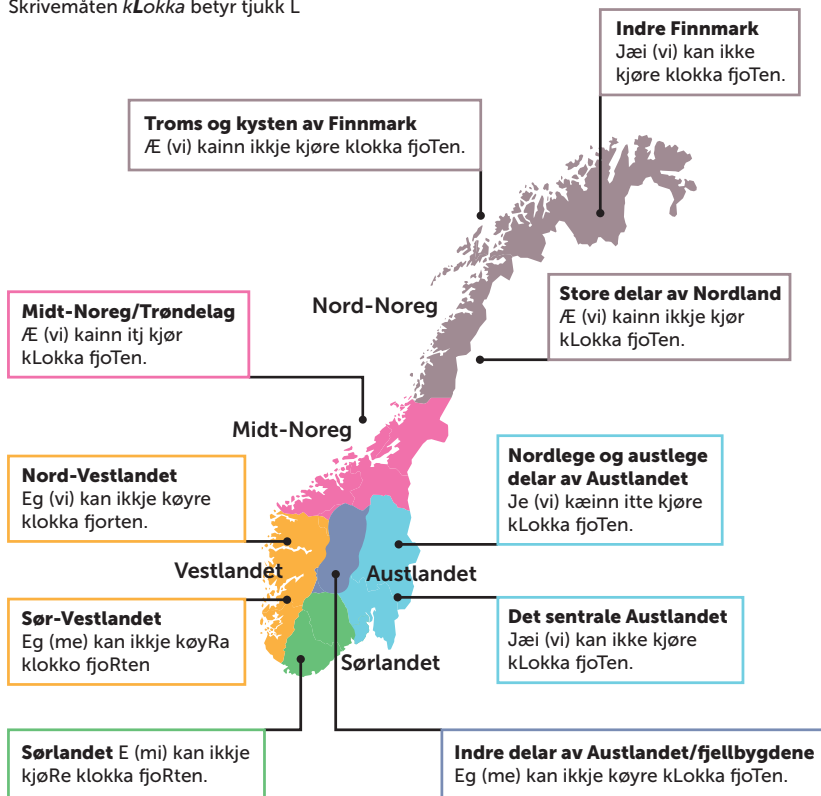 Skrivemåten kLokka betyr tjukk L
Indre Finnmark
Jæi (vi) kan ikke
kjøre klokka fjoTen.
Troms og kysten av Finnmark
Æ (vi) kainn ikkje kjøre klokka fjoTen.
Nord-Noreg
Store delar av Nordland
Æ (vi) kainn ikkje kjør
kLokka fjoTen.
Midt-Noreg/Trøndelag
Æ (vi) kainn itj kjør
kLokka fjoTen.
Midt-Noreg
Nord-Vestlandet
Eg (vi) kan ikkje køyre
klokka fjorten.
Nordlege og austlege
delar av Austlandet
Je (vi) kæinn itte kjøre
kLokka fjoTen.
Vestlandet
Austlandet
Sør-Vestlandet
Eg (me) kan ikkje køyRa
klokko fjoRten
Det sentrale Austlandet
Jæi (vi) kan ikke kjøre
kLokka fjoTen.
Sørlandet
Sørlandet E (mi) kan ikkje
kjøRe klokka fjoRten.
Indre delar av Austlandet/fjellbygdene
Eg (me) kan ikkje køyre kLokka fjoTen.